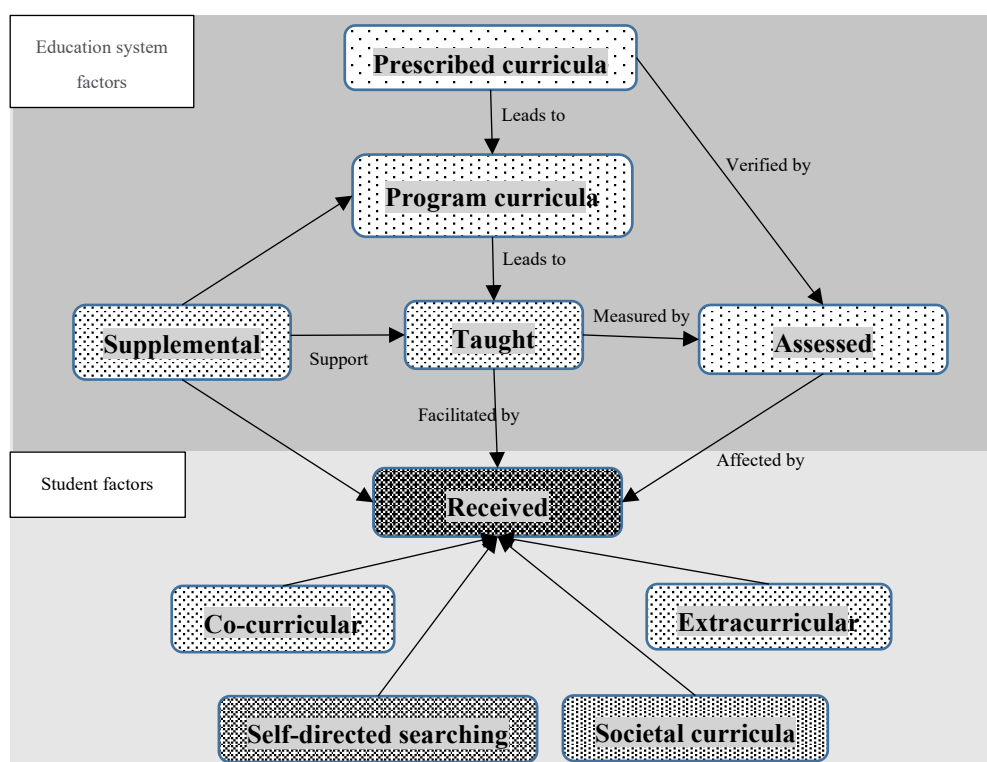 Education system
factors
Prescribed curricula
Leads to
Verified by
Program curricula
Leads to
Supplemental
Support
Taught
Measured by
Assessed
Facilitated by
Affected by
Student factors
Received
Co-curricular
Extracurricular
Self-directed searching
Societal curricula